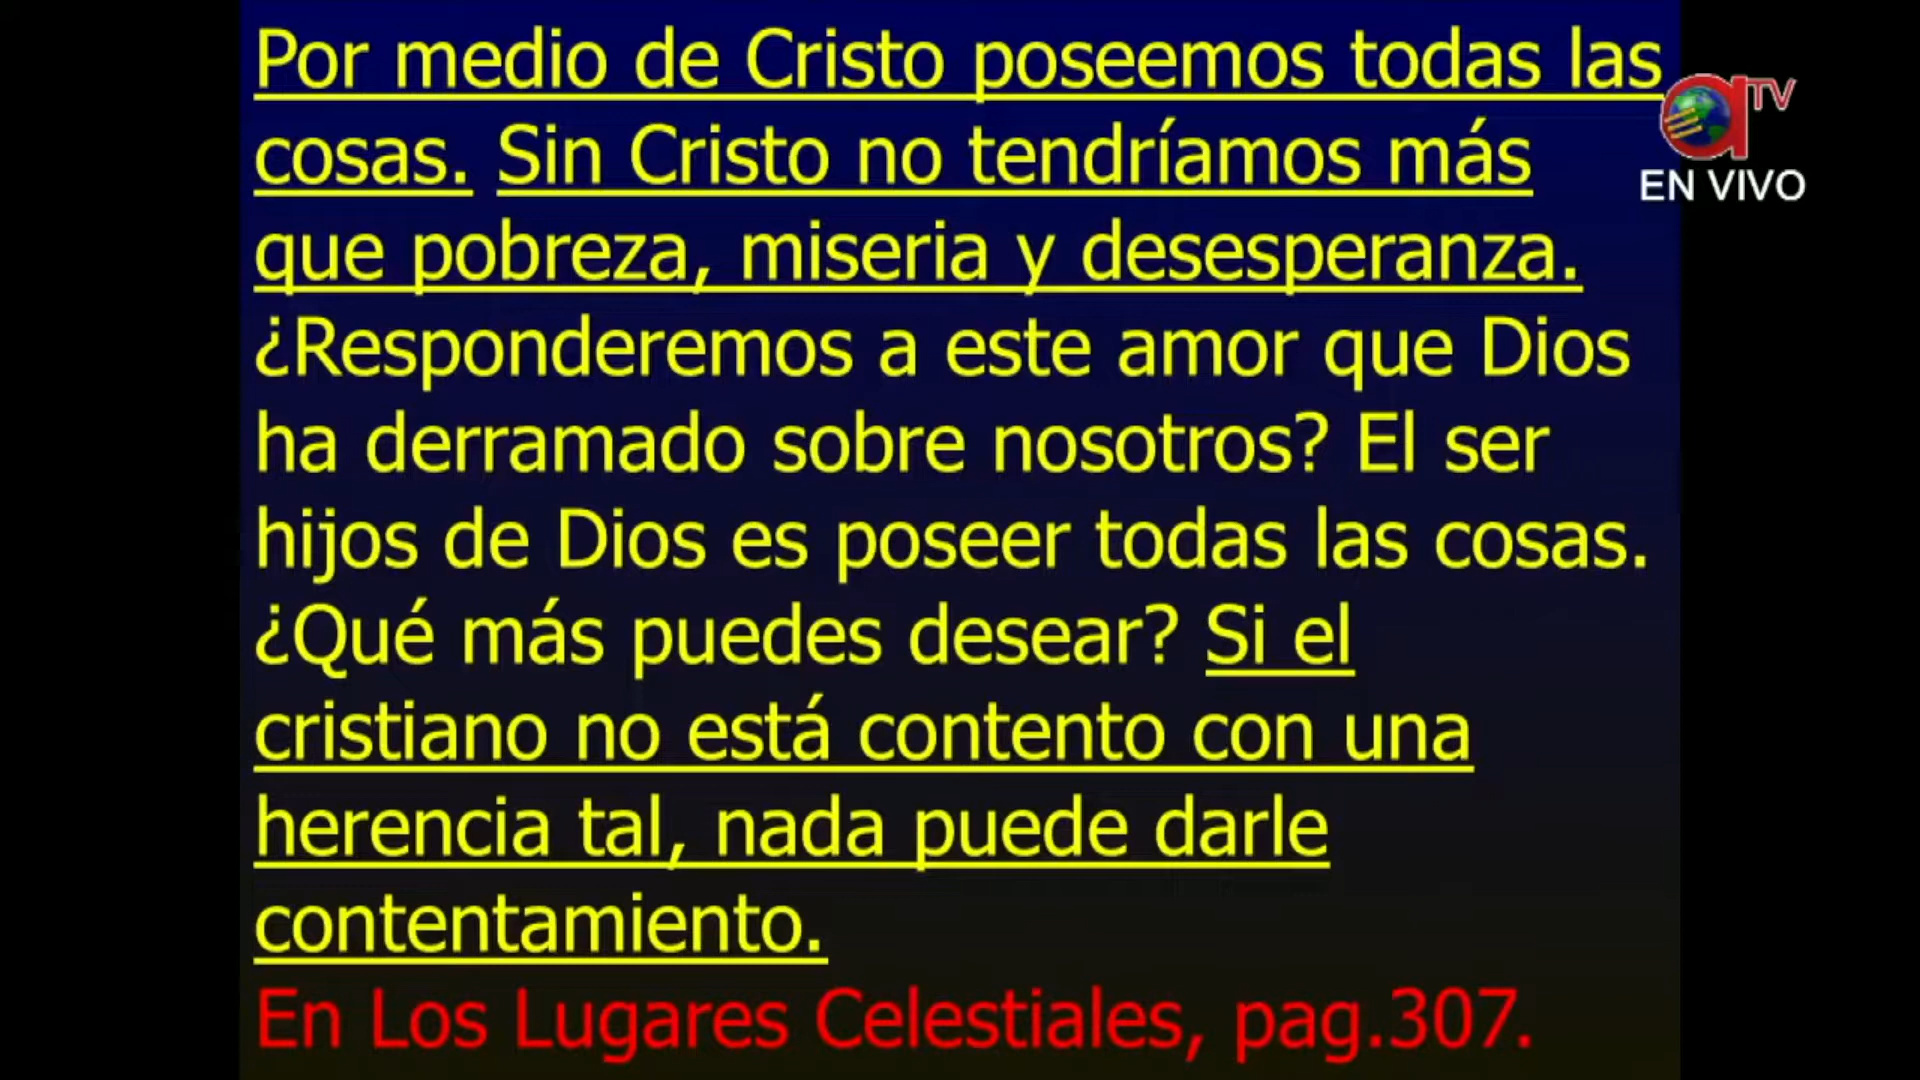 Por medio de Cristo poseemos todas las
cosas. Sin Cristo no tendríamos más
que pobreza, miseria y desesperanza.
¿Responderemos a este amor que Dios
ha derramado sobre nosotros? El ser
hijos de Dios es poseer todas las cosas.
¿Qué más puedes desear? Si el
cristiano no está contento con una
herencia tal, nada puede darle
contentamiento.
En Los Lugares Celestiales, pag.307.
a TV
EN VIVO